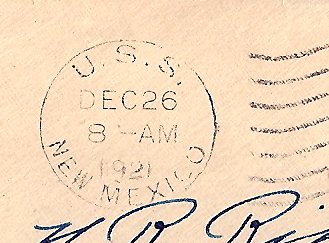 U.S.S.
DEC 26
8-AM
1921
NEW MEXICO